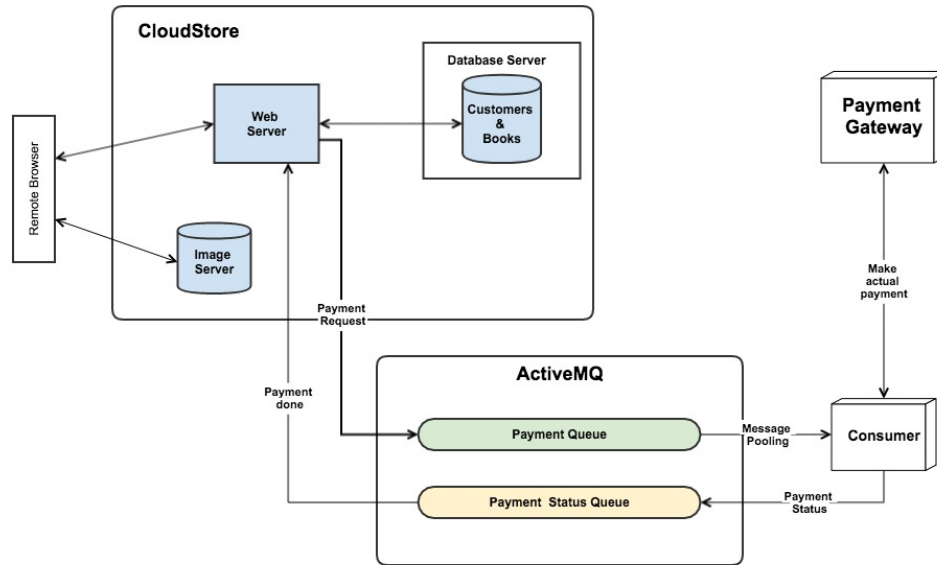 CloudStore
Database Server
Web
Server
Customers
&
Books
Payment
Gateway
Remote Browser
Image
Server
Make
actual
payment
Payment
Request
ActiveMQ
Payment
done
Payment Queue
Message
Pooling
Consumer
Payment Status Queue
Payment
Status